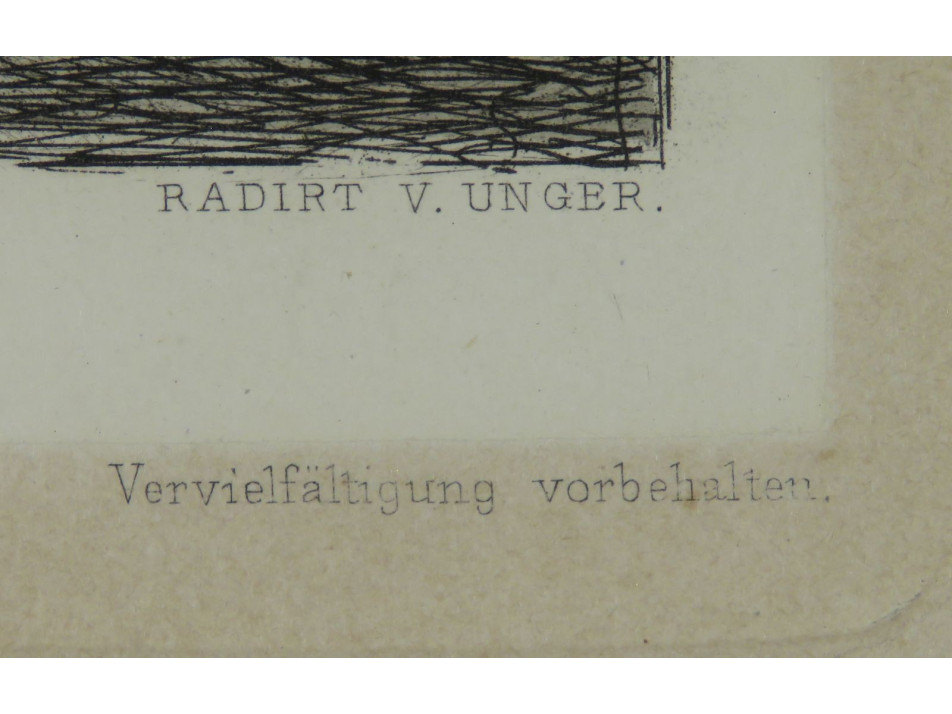 RADIRT V. UNGER.
Vervielfältigung vorbehalten.